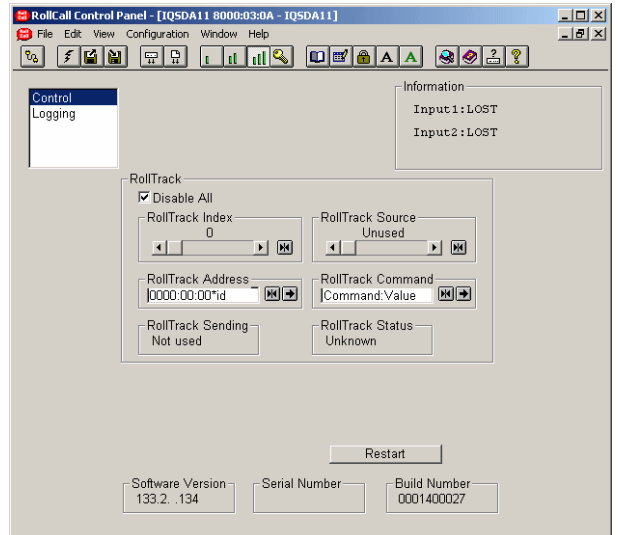 RollCall Control Panel - [IQSDA11 8000:03:0A - IQSDA11]
File Edit View Configuration Window Help
A A
Control
Logging
Information
Input1:LOST
Input2:LOST
RollTrack
Disable All
RollTrack Index
0
RollTrack Source
Unused
RollTrack Address
0000:00:00*id
RollTrack Command
Command:Value
RollTrack Sending
Not used
RollTrack Status
Unknown
Restart
Software Version
133.2. .134
Serial Number
Build Number
0001400027